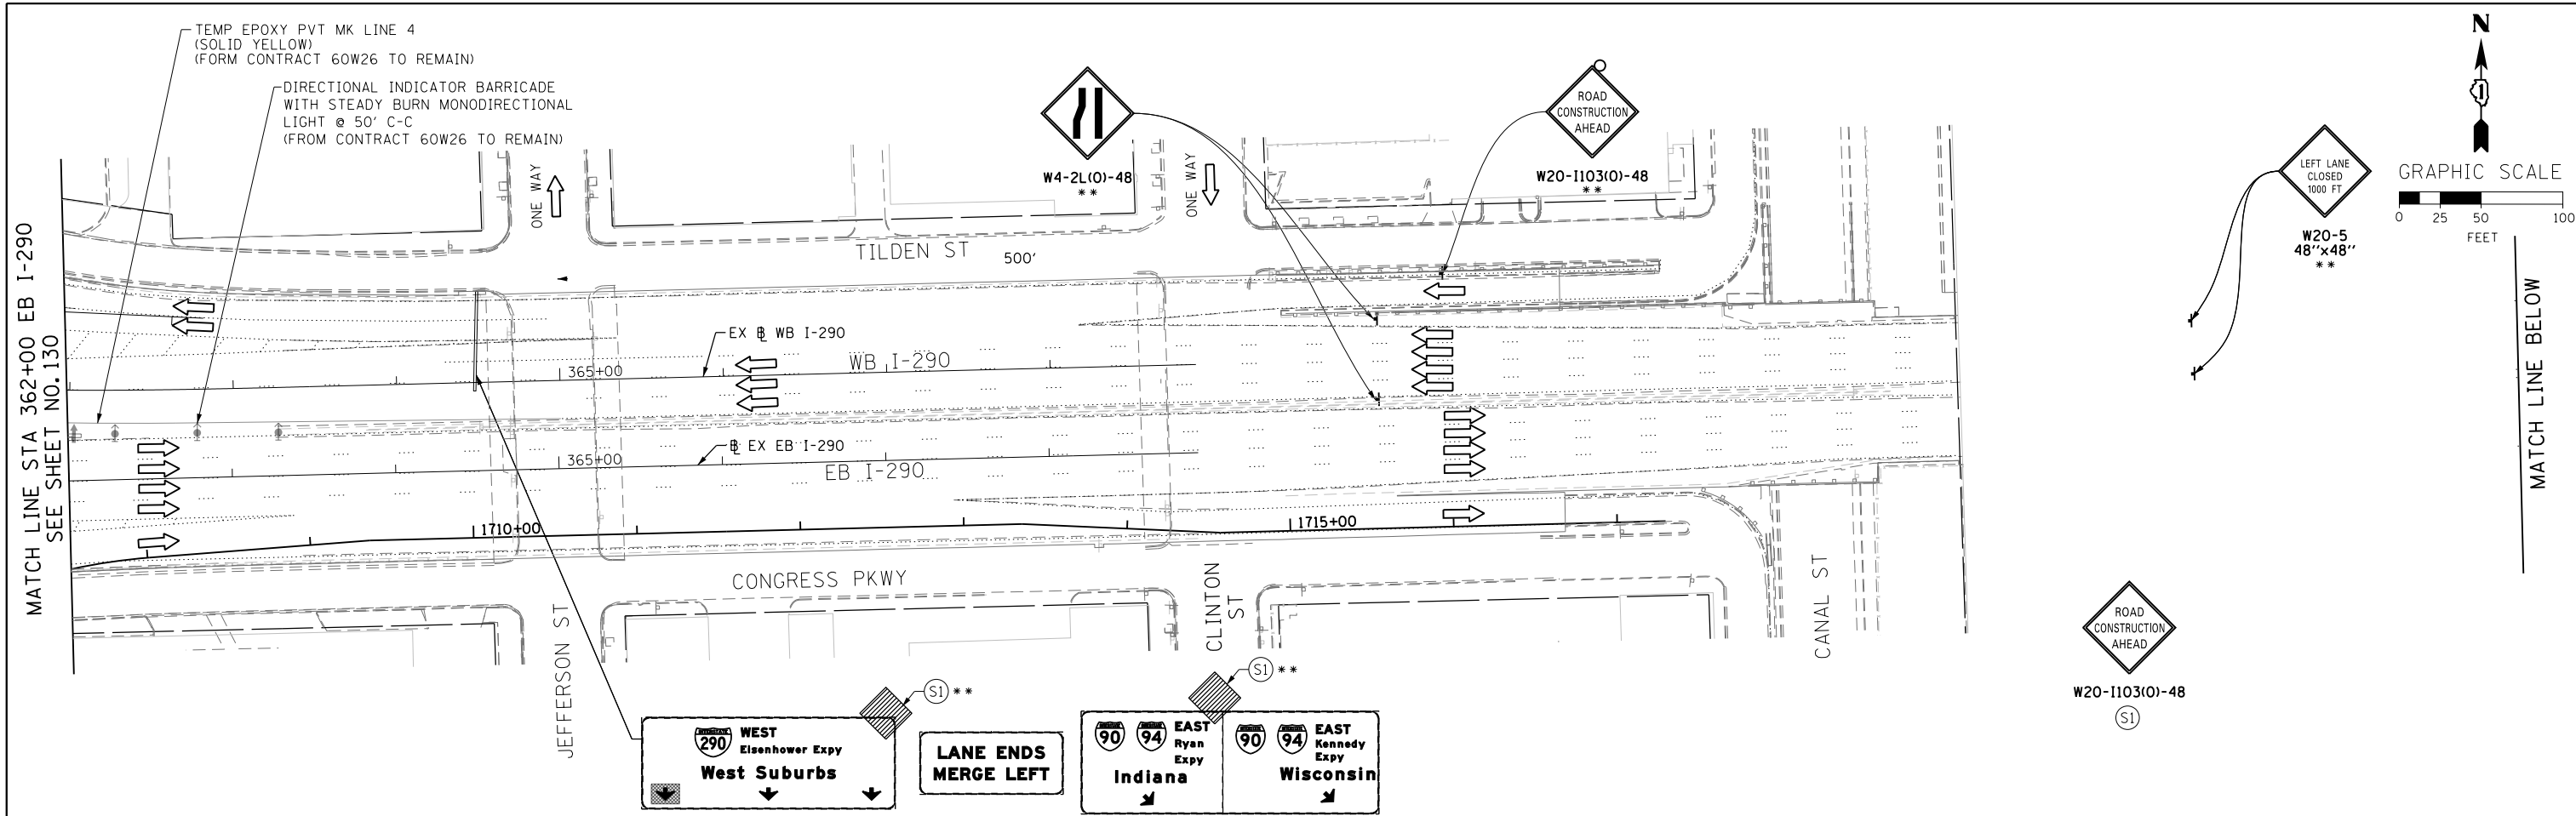 TEMP EPOXY PVT MK LINE 4
(SOLID YELLOW)
(FORM CONTRACT 60W26 TO REMAIN)
DIRECTIONAL INDICATOR BARRICADE
WITH STEADY BURN MONODIRECTIONAL
LIGHT @ 50' C-C
(FROM CONTRACT 60W26 TO REMAIN)
MATCH LINE STA 362+00 EB I-290
SEE SHEET NO. 130
ONE WAY
W4-2L(O)-48
**
ONE WAY
ROAD
CONSTRUCTION
AHEAD
W20-I103(O)-48
**
LEFT LANE
CLOSED
1000 FT
W20-5
48"x48"
**
N
1
GRAPHIC SCALE
0 25 50 100
FEET
MATCH LINE BELOW
TILDEN ST
500'
EX BL WB I-290
WB I-290
365+00
BL EX EB I-290
365+00
EB I-290
1710+00
1715+00
CONGRESS PKWY
JEFFERSON ST
CLINTON
ST
CANAL ST
ROAD
CONSTRUCTION
AHEAD
W20-I103(O)-48
S1
S1 **
S1 **
INTERSTATE
290
WEST
Eisenhower Expy
West Suburbs
LANE ENDS
MERGE LEFT
90 94 EAST
Ryan
Expy
Indiana
90 94 EAST
Kennedy
Expy
Wisconsin